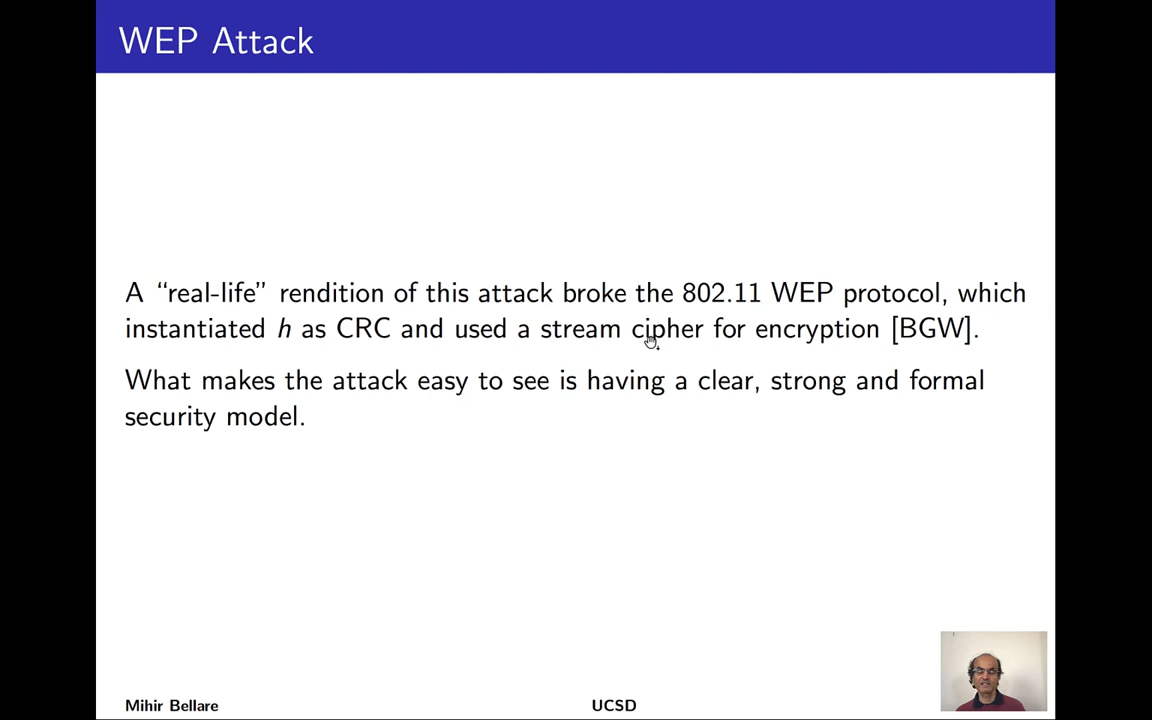 WEP Attack
A “real-life” rendition of this attack broke the 802.11 WEP protocol, which
instantiated h as CRC and used a stream cipher for encryption [BGW].
What makes the attack easy to see is having a clear, strong and formal
security model.
Mihir Bellare UCSD